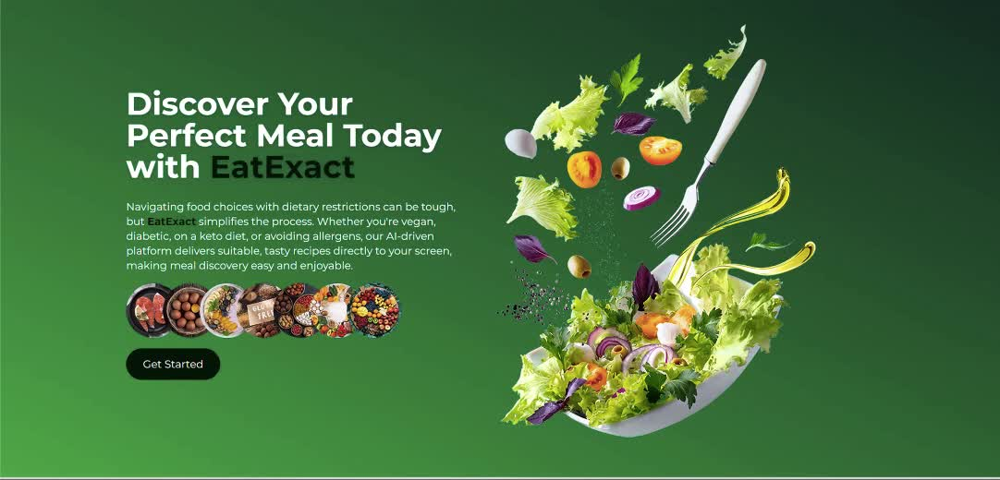 Discover Your
Perfect Meal Today
with EatExact
Navigating food choices with dietary restrictions can be tough,
but EatExact simplifies the process. Whether you're vegan,
diabetic, on a keto diet, or avoiding allergens, our AI-driven
platform delivers suitable, tasty recipes directly to your screen,
making meal discovery easy and enjoyable.
GLUTEN
FREE
Get Started